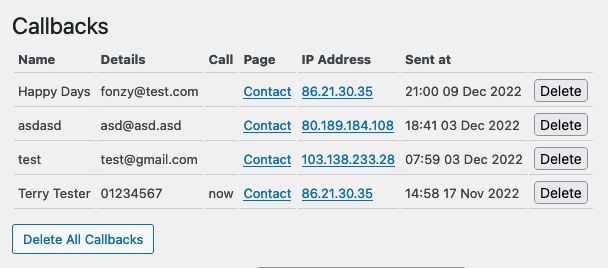 Callbacks
Name Details Call Page IP Address Sent at
Happy Days fonzy@test.com Contact 86.21.30.35 21:00 09 Dec 2022 Delete
asdasd asd@asd.asd Contact 80.189.184.108 18:41 03 Dec 2022 Delete
test test@gmail.com Contact 103.138.233.28 07:59 03 Dec 2022 Delete
Terry Tester 01234567 now Contact 86.21.30.35 14:58 17 Nov 2022 Delete
Delete All Callbacks